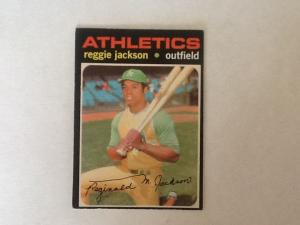 ATHLETICS
reggie jackson • outfield
Reginald M. Jackson